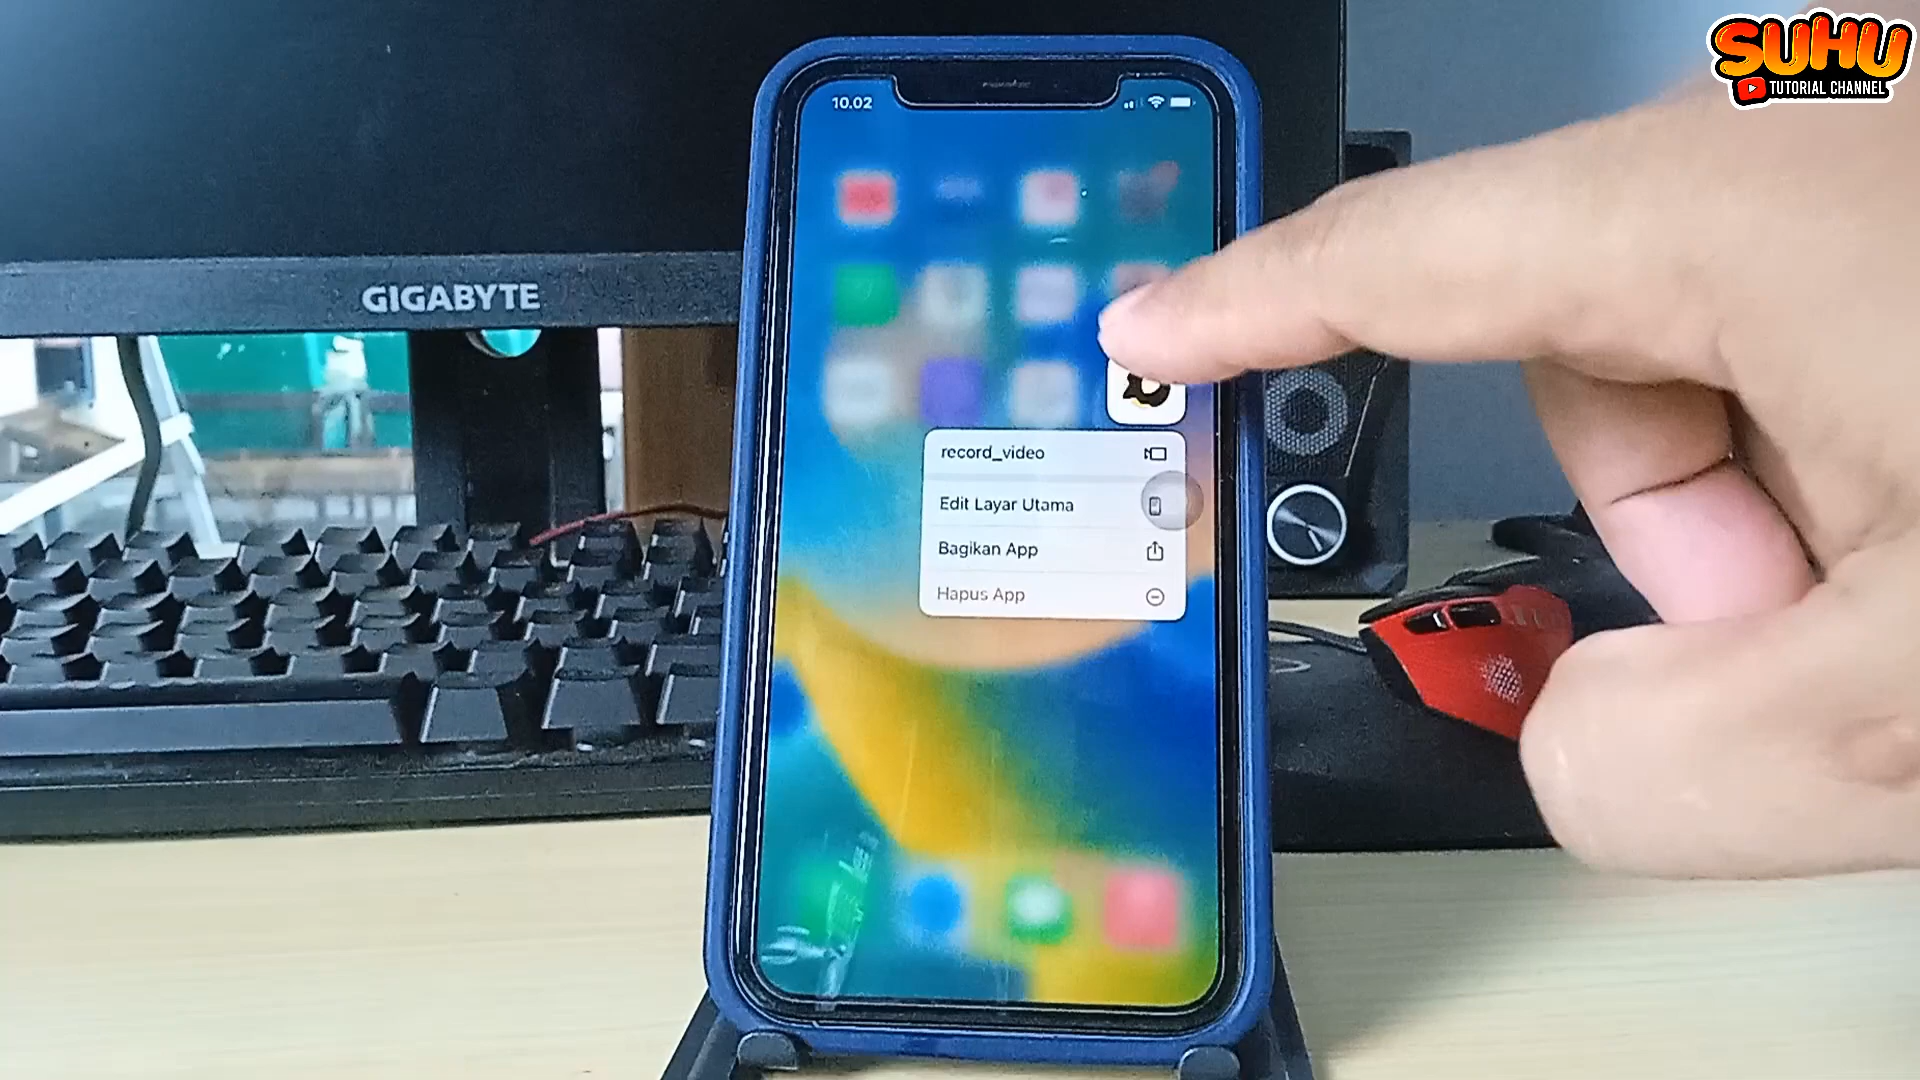 SUHU
TUTORIAL CHANNEL
10.02
GIGABYTE
record_video
Edit Layar Utama
Bagikan App
Hapus App